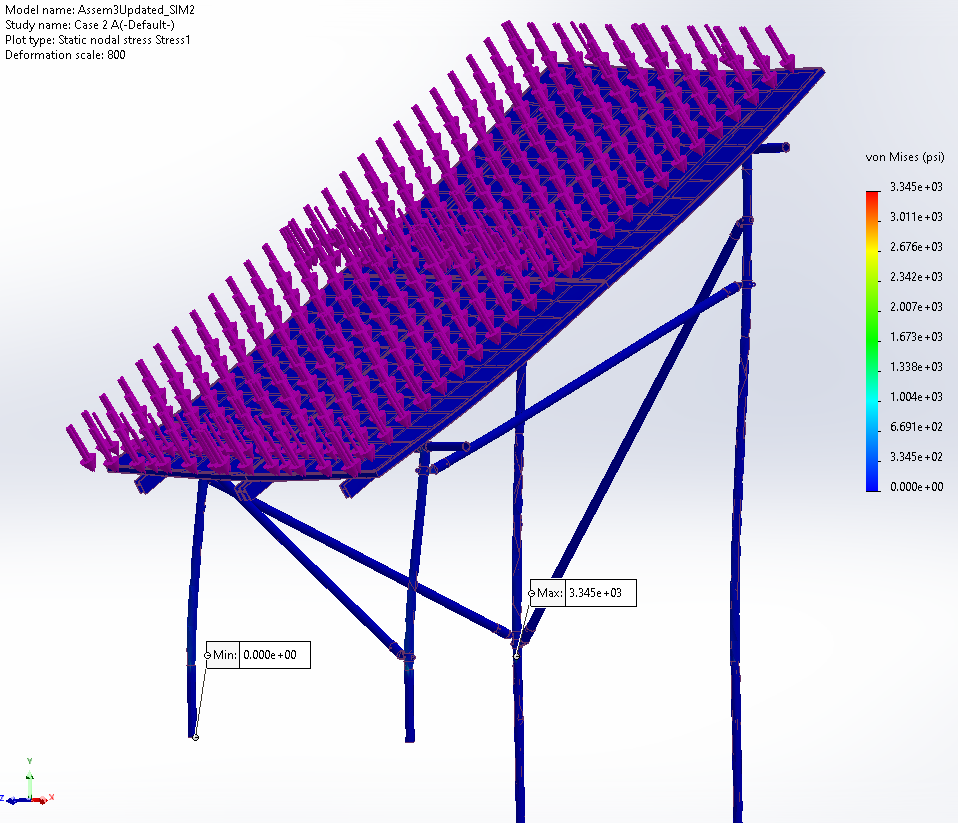 Model name: Assem3Updated_SIM2
Study name: Case 2 A(-Default-)
Plot type: Static nodal stress Stress1
Deformation scale: 800
von Mises (psi)
3.345e+03
3.011e+03
2.676e+03
2.342e+03
2.007e+03
1.673e+03
1.338e+03
1.004e+03
6.691e+02
3.345e+02
0.000e+00
Max: 3.345e+03
Min: 0.000e+00
Y
Z X